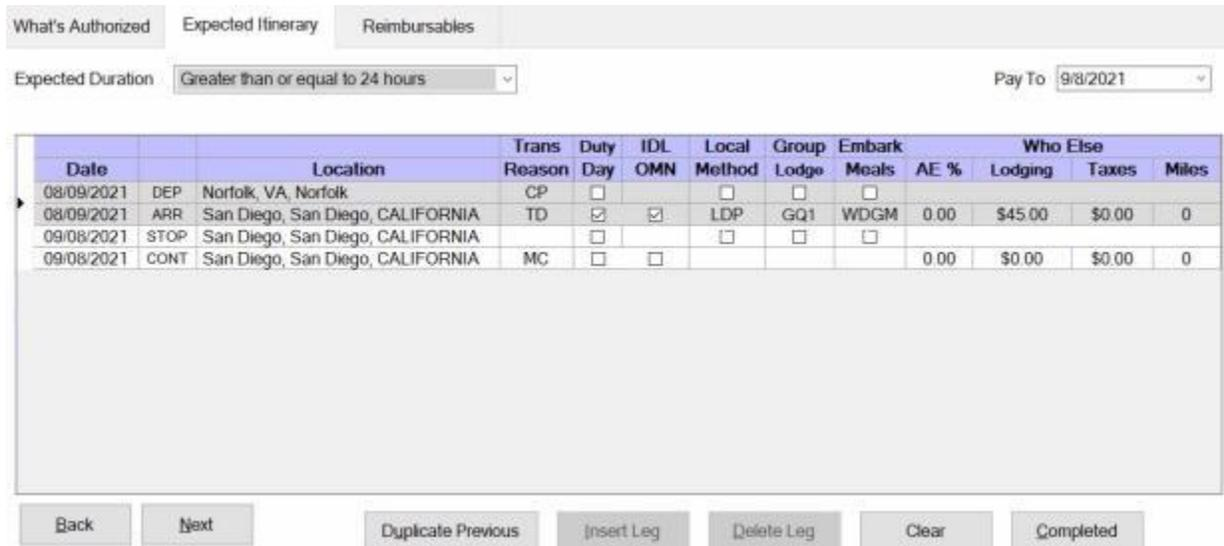 What's Authorized Expected Itinerary Reimbursables
Expected Duration Greater than or equal to 24 hours Pay To 9/8/2021
Trans Duty IDL Local Group Embark Who Else
Date Location Reason Day OMN Method Lodge Meals AE % Lodging Taxes Miles
08/09/2021 DEP Norfolk, VA, Norfolk CP
08/09/2021 ARR San Diego, San Diego, CALIFORNIA TD LDP GQ1 WDGM 0.00 $45.00 $0.00 0
09/08/2021 STOP San Diego, San Diego, CALIFORNIA
09/08/2021 CONT San Diego, San Diego, CALIFORNIA MC 0.00 $0.00 $0.00 0
Back Next Duplicate Previous Insert Leg Delete Leg Clear Completed